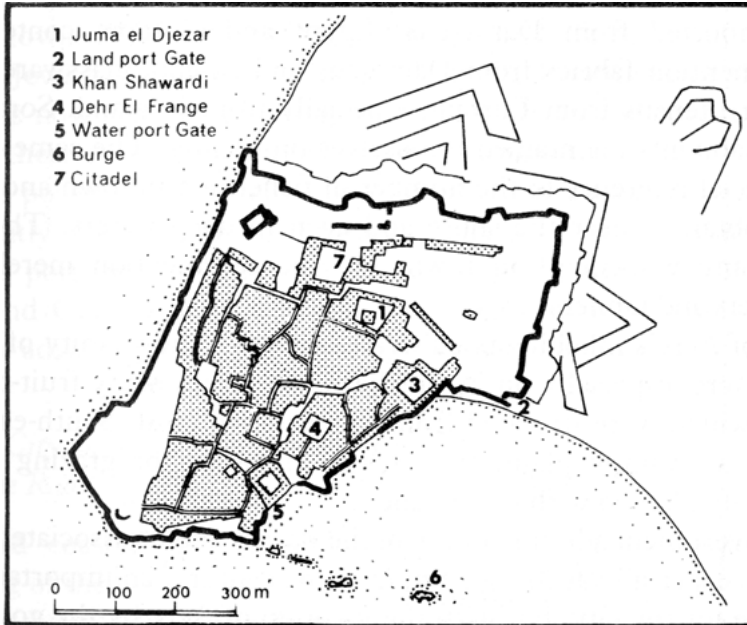 1 Juma el Djezar
2 Land port Gate
3 Khan Shawardi
4 Dehr El Frange
5 Water port Gate
6 Burge
7 Citadel
7
1
3
2
4
5
6
0 100 200 300 m